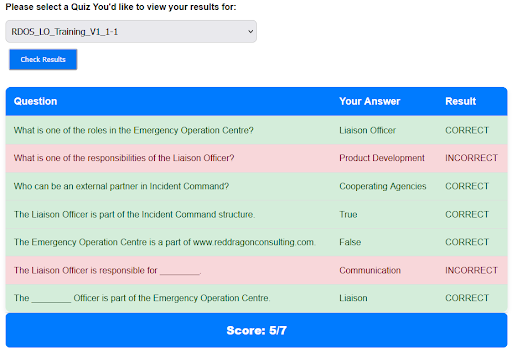 Please select a Quiz You'd like to view your results for:
RDOS_LO_Training_V1_1-1
Check Results
Question Your Answer Result
What is one of the roles in the Emergency Operation Centre? Liaison Officer CORRECT
What is one of the responsibilities of the Liaison Officer? Product Development INCORRECT
Who can be an external partner in Incident Command? Cooperating Agencies CORRECT
The Liaison Officer is part of the Incident Command structure. True CORRECT
The Emergency Operation Centre is a part of www.reddragonconsulting.com. False CORRECT
The Liaison Officer is responsible for ________. Communication INCORRECT
The ________ Officer is part of the Emergency Operation Centre. Liaison CORRECT
Score: 5/7